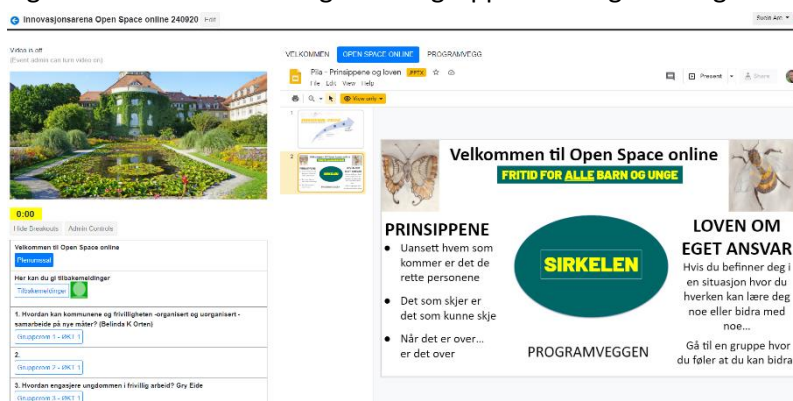 Innovasjonsarena Open Space online 240920 Edit
Video is off
(Event admin can turn video on)
0:00
Hide Breakouts Admin Controls
Velkommen til Open Space online
Plenumssal
Her kan du gi tilbakemeldinger
Tilbakemeldinger
1. Hvordan kan kommunene og frivilligheten -organisert og uorganisert -
samarbeide på nye måter? (Belinda K Orten)
Grupperom 1 - ØKT 1
2.
Grupperom 2 - ØKT 1
3. Hvordan engasjere ungdommen i frivillig arbeid? Gry Eide
Grupperom 3 - ØKT 1
VELKOMMEN OPEN SPACE ONLINE PROGRAMVEGG
Piia - Prinsippene og loven .PPTX
File Edit View Help
Present Share
View only
1
2
Velkommen til Open Space online
FRITID FOR ALLE BARN OG UNGE
PRINSIPPENE
• Uansett hvem som
kommer er det de
rette personene
• Det som skjer er
det som kunne skje
• Når det er over...
er det over
SIRKELEN
PROGRAMVEGGEN
LOVEN OM
EGET ANSVAR
Hvis du befinner deg i
en situasjon hvor du
hverken kan lære deg
noe eller bidra med
noe...
Gå til en gruppe hvor
du føler at du kan bidra